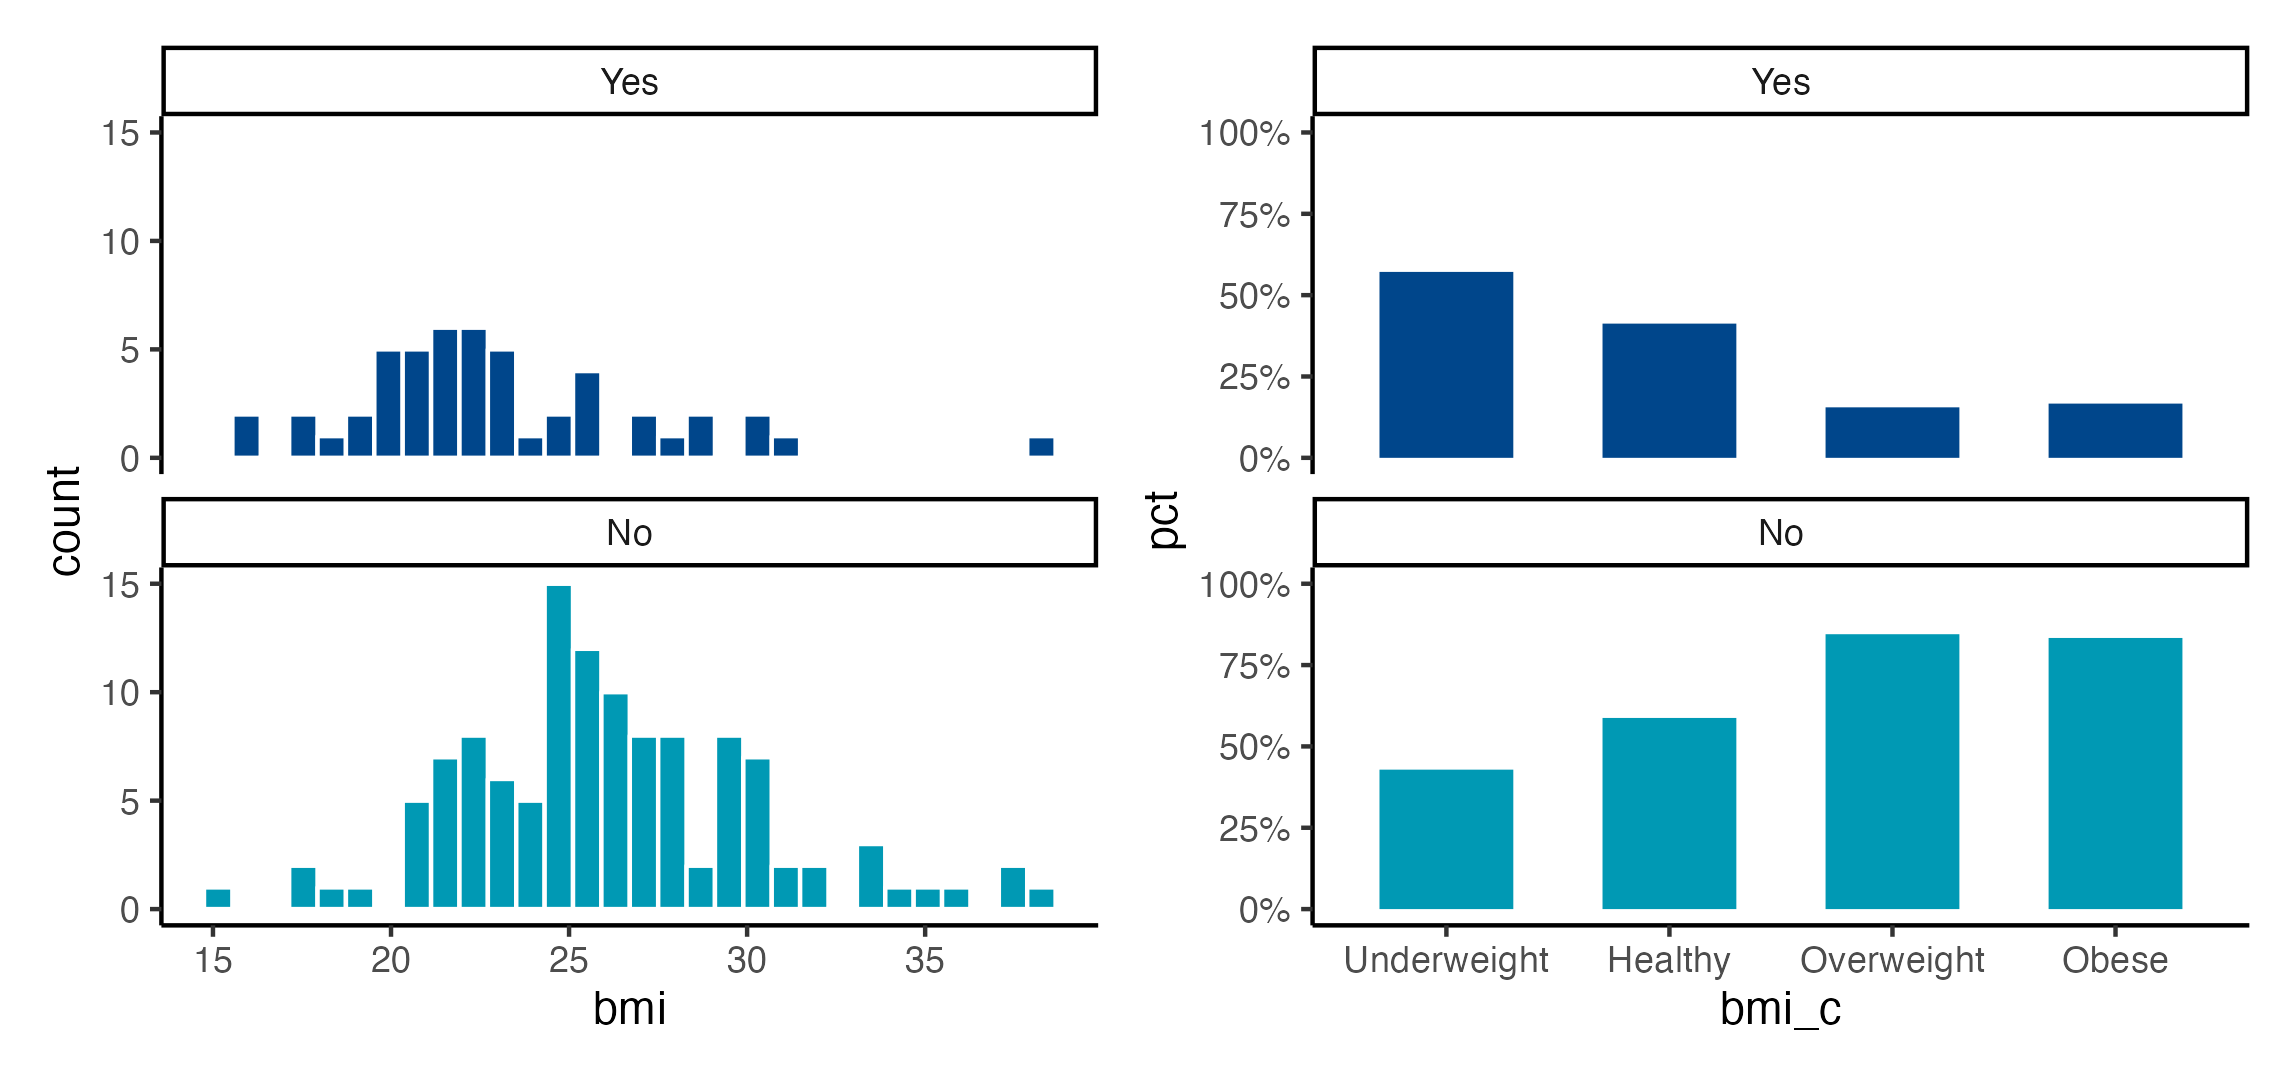 Yes
15
10
5
0
No
15
10
5
0
count
15 20 25 30 35
bmi
Yes
100%
75%
50%
25%
0%
No
100%
75%
50%
25%
0%
pct
Underweight Healthy Overweight Obese
bmi_c